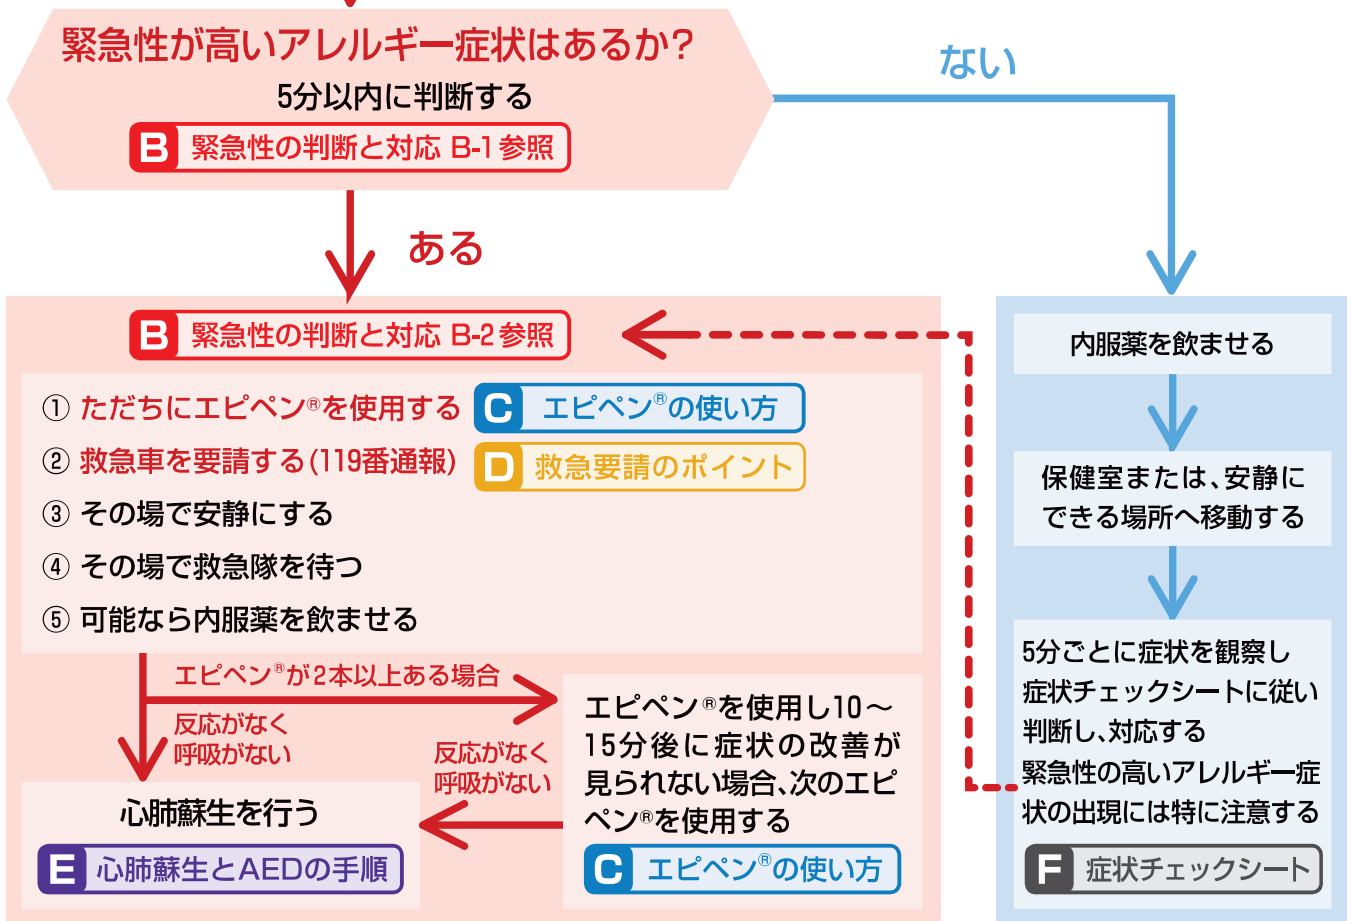 緊急性が高いアレルギー症状はあるか?
5分以内に判断する
B 緊急性の判断と対応 B-1参照
ない
ある
B 緊急性の判断と対応 B-2参照
① ただちにエピペン®を使用する
C エピペン®の使い方
② 救急車を要請する(119番通報)
D 救急要請のポイント
③ その場で安静にする
④ その場で救急隊を待つ
⑤ 可能なら内服薬を飲ませる
エピペン®が2本以上ある場合
反応がなく
呼吸がない
エピペン®を使用し10〜
15分後に症状の改善が
見られない場合、次のエピ
ペン®を使用する
C エピペン®の使い方
反応がなく
呼吸がない
心肺蘇生を行う
E 心肺蘇生とAEDの手順
内服薬を飲ませる
保健室または、安静に
できる場所へ移動する
5分ごとに症状を観察し
症状チェックシートに従い
判断し、対応する
緊急性の高いアレルギー症
状の出現には特に注意する
F 症状チェックシート